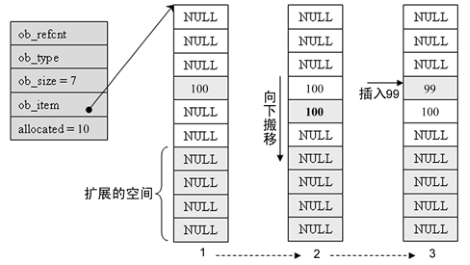 ob_refcnt
ob_type
ob_size = 7
ob_item
allocated = 10
扩展的空间
NULL
NULL
NULL
100
NULL
NULL
NULL
NULL
NULL
NULL
1
向下搬移
NULL
NULL
NULL
100
100
NULL
NULL
NULL
NULL
NULL
2
插入99
NULL
NULL
NULL
99
100
NULL
NULL
NULL
NULL
NULL
3